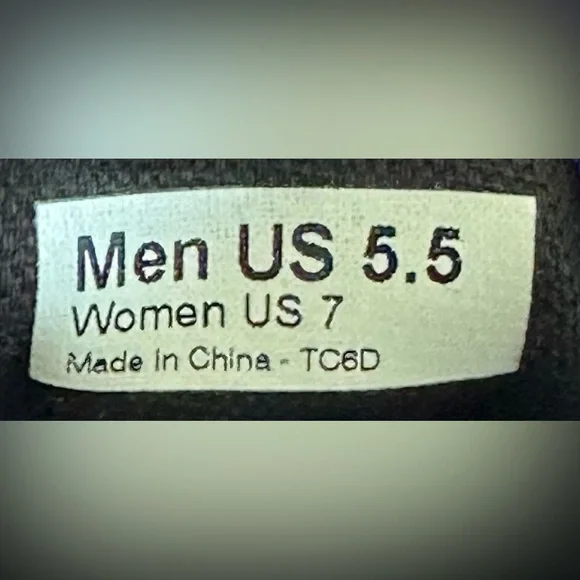 Men US 5.5
Women US 7
Made In China - TC6D